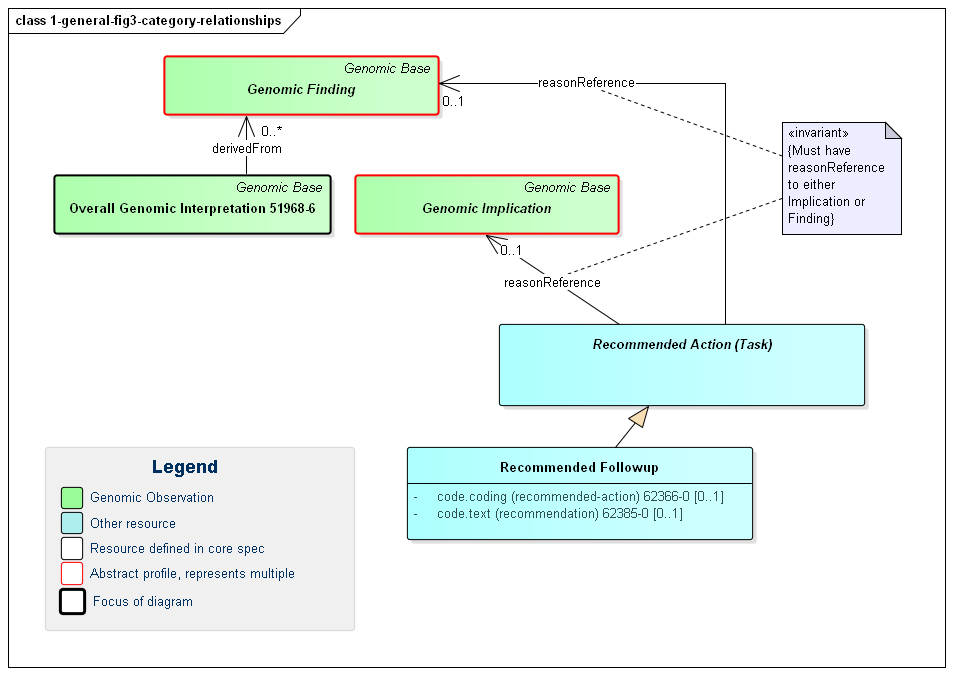 class 1-general-fig3-category-relationships
Genomic Base
Genomic Finding
reasonReference
0..1
0..*
derivedFrom
«invariant»
{Must have
reasonReference
to either
Implication or
Finding}
Genomic Base
Overall Genomic Interpretation 51968-6
Genomic Base
Genomic Implication
0..1
reasonReference
Recommended Action (Task)
Recommended Followup
- code.coding (recommended-action) 62366-0 [0..1]
- code.text (recommendation) 62385-0 [0..1]
Legend
Genomic Observation
Other resource
Resource defined in core spec
Abstract profile, represents multiple
Focus of diagram